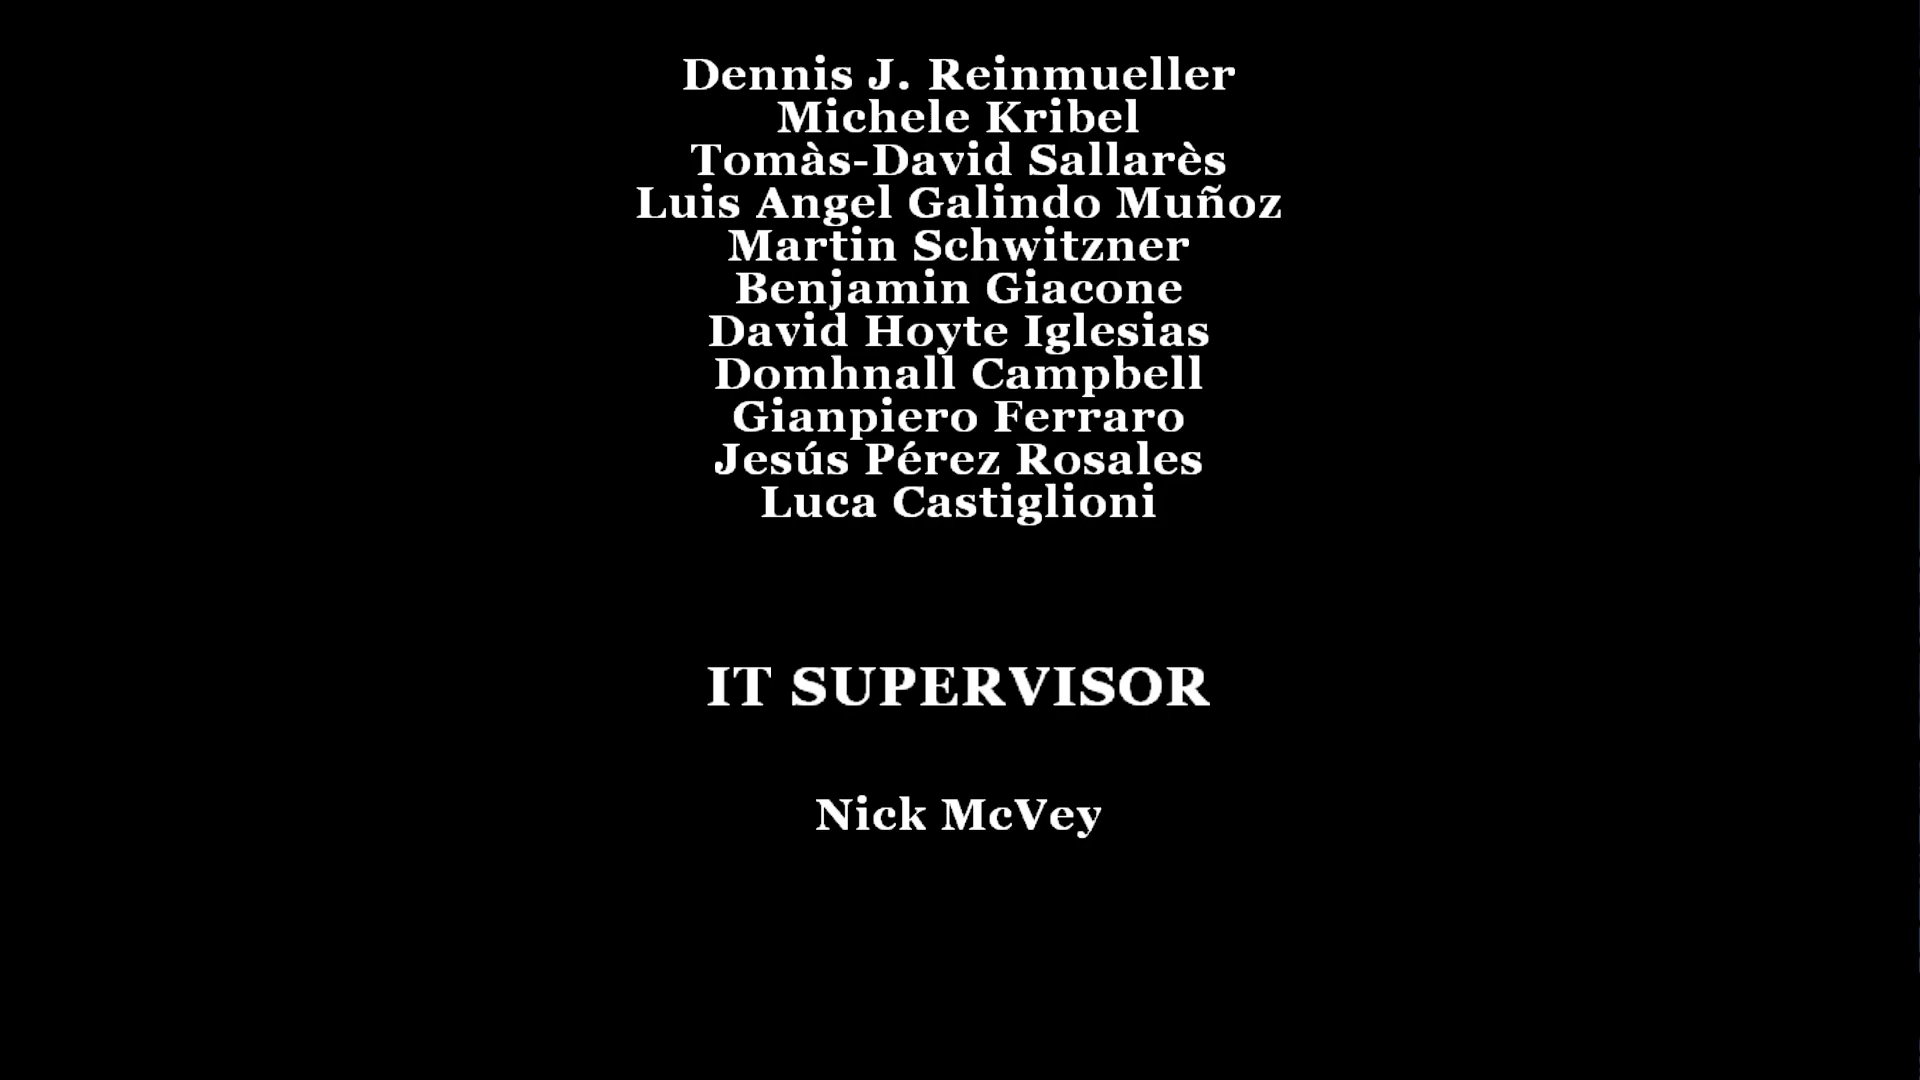 Dennis J. Reinmueller
Michele Kribel
Tomàs-David Sallarès
Luis Angel Galindo Muñoz
Martin Schwitzner
Benjamin Giacone
David Hoyte Iglesias
Domhnall Campbell
Gianpiero Ferraro
Jesús Pérez Rosales
Luca Castiglioni
IT SUPERVISOR
Nick McVey